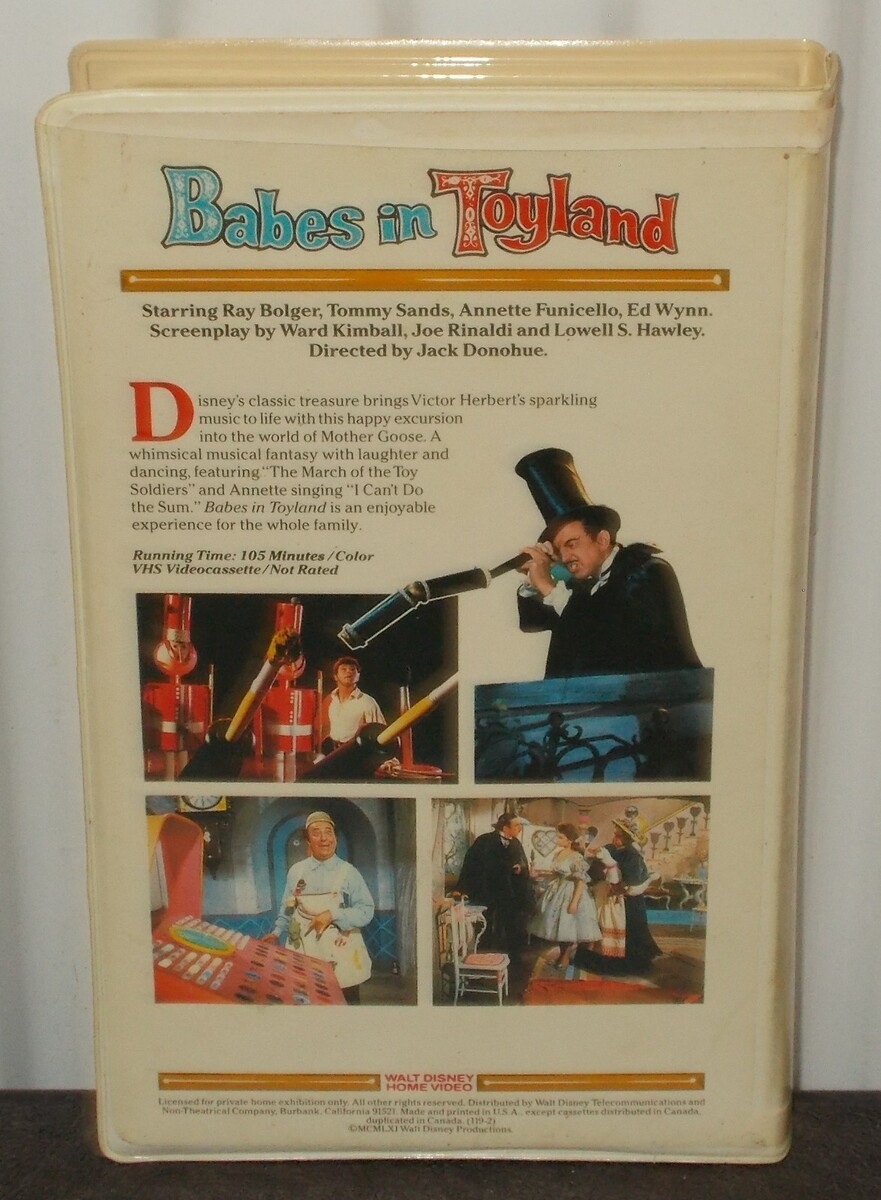 Babes in Toyland
Starring Ray Bolger, Tommy Sands, Annette Funicello, Ed Wynn.
Screenplay by Ward Kimball, Joe Rinaldi and Lowell S. Hawley.
Directed by Jack Donohue.
Disney's classic treasure brings Victor Herbert's sparkling
music to life with this happy excursion
into the world of Mother Goose. A
whimsical musical fantasy with laughter and
dancing, featuring "The March of the Toy
Soldiers" and Annette singing "I Can't Do
the Sum." Babes in Toyland is an enjoyable
experience for the whole family.
Running Time: 105 Minutes/Color
VHS Videocassette/Not Rated
WALT DISNEY
HOME VIDEO
Licensed for private home exhibition only. All other rights reserved. Distributed by Walt Disney Telecommunications and
Non-Theatrical Company, Burbank, California 91521. Made and printed in U.S.A., except cassettes distributed in Canada,
duplicated in Canada. (119-2)
©MCMLXI Walt Disney Productions.